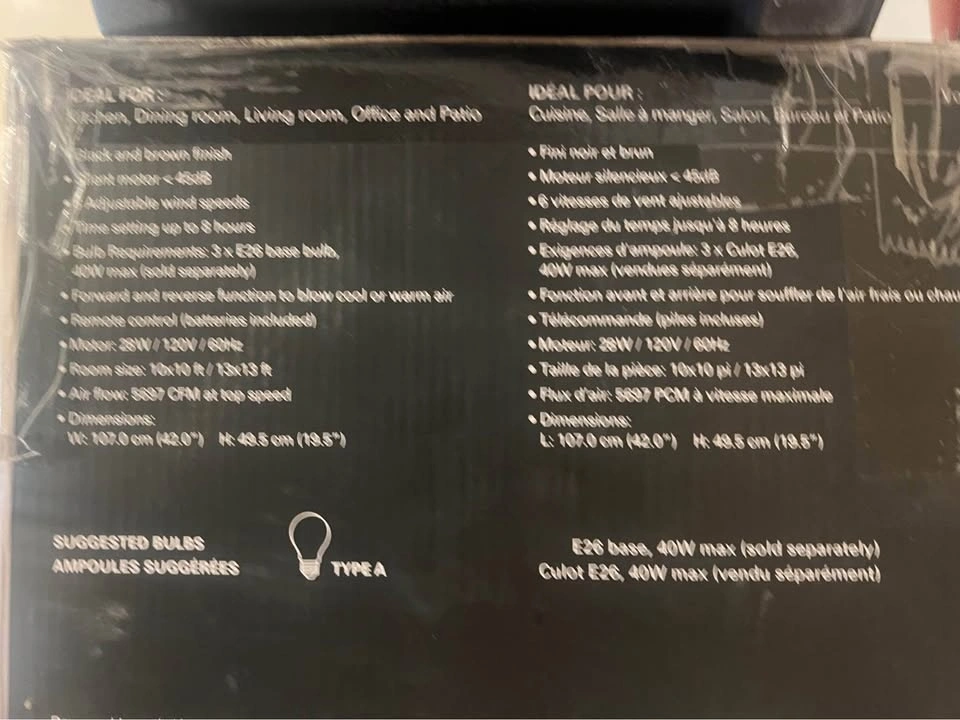 IDEAL FOR :
Kitchen, Dining room, Living room, Office and Patio
Black and brown finish
• Silent motor < 45dB
• 6 Adjustable wind speeds
• Time setting up to 8 hours
• Bulb Requirements: 3 x E26 base bulb,
40W max (sold separately)
• Forward and reverse function to blow cool or warm air
• Remote control (batteries included)
• Motor: 28W / 120V / 60Hz
• Room size: 10x10 ft / 13x13 ft
• Air flow: 5697 CFM at top speed
• Dimensions:
W: 107.0 cm (42.0") H: 49.5 cm (19.5")
IDÉAL POUR :
Cuisine, Salle à manger, Salon, Bureau et Patio
• Fini noir et brun
• Moteur silencieux < 45dB
• 6 vitesses de vent ajustables
• Réglage du temps jusqu'à 8 heures
• Exigences d'ampoule: 3 x Culot E26,
40W max (vendues séparément)
• Fonction avant et arrière pour souffler de l'air frais ou
• Télécommande (piles incluses)
• Moteur: 28W / 120V / 60Hz
• Taille de la pièce: 10x10 pi / 13x13 pi
• Flux d'air: 5697 PCM à vitesse maximale
• Dimensions:
L: 107.0 cm (42.0") H: 49.5 cm (19.5")
SUGGESTED BULBS
AMPOULES SUGGÉRÉES
TYPE A
E26 base, 40W max (sold separately)
Culot E26, 40W max (vendu séparément)